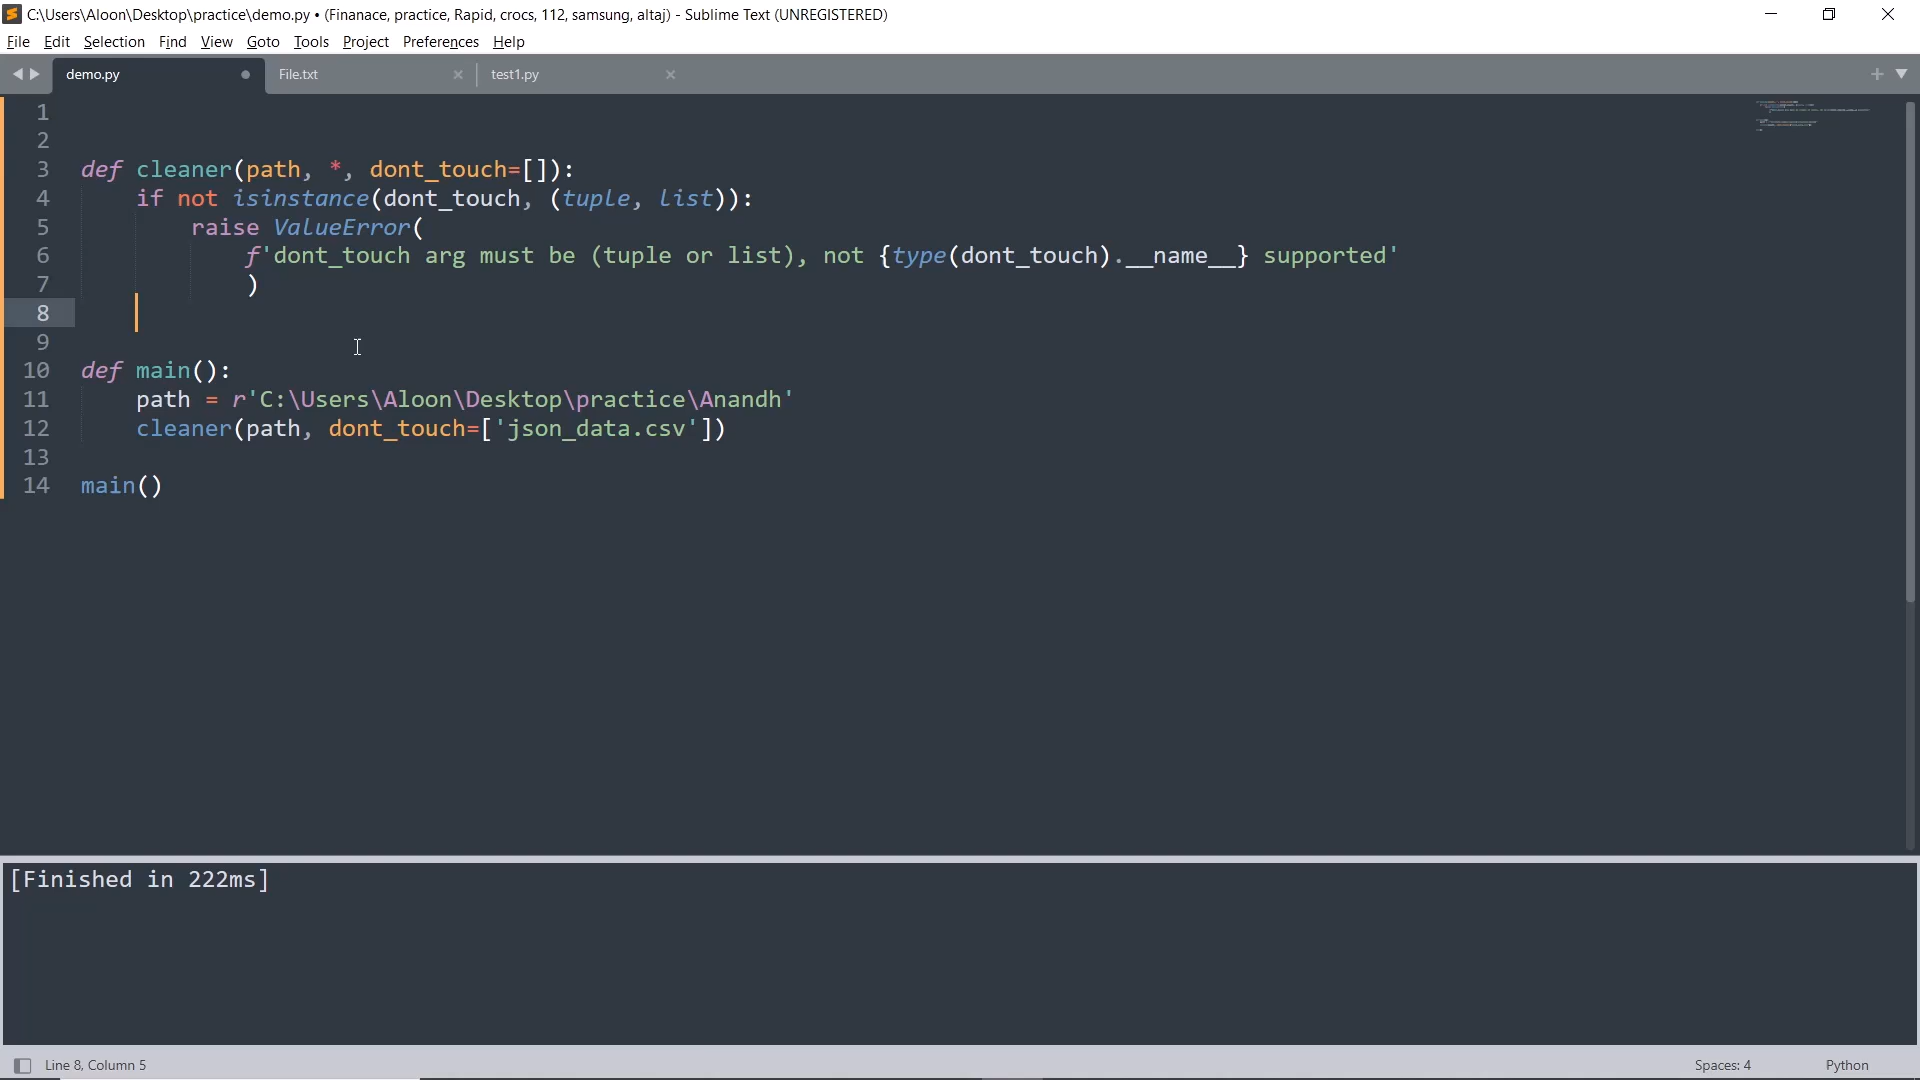 C:\Users\Aloon\Desktop\practice\demo.py • (Finanace, practice, Rapid, crocs, 112, samsung, altaj) - Sublime Text (UNREGISTERED)
File Edit Selection Find View Goto Tools Project Preferences Help
demo.py File.txt test1.py
1
2
3 def cleaner(path, *, dont_touch=[]):
4     if not isinstance(dont_touch, (tuple, list)):
5         raise ValueError(
6             f'dont_touch arg must be (tuple or list), not {type(dont_touch).__name__} supported'
7             )
8
9
10 def main():
11     path = r'C:\Users\Aloon\Desktop\practice\Anandh'
12     cleaner(path, dont_touch=['json_data.csv'])
13
14 main()
[Finished in 222ms]
Line 8, Column 5 Spaces: 4 Python